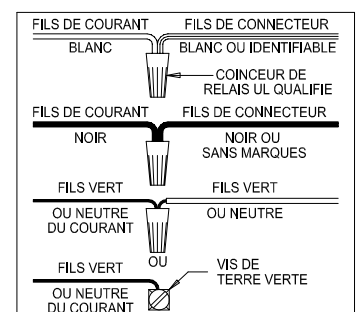 FILS DE COURANT FILS DE CONNECTEUR
BLANC BLANC OU IDENTIFIABLE
COINCEUR DE
RELAIS UL QUALIFIE
FILS DE COURANT FILS DE CONNECTEUR
NOIR NOIR OU
SANS MARQUES
FILS VERT FILS VERT
OU NEUTRE OU NEUTRE
DU COURANT
OU
FILS VERT VIS DE
TERRE VERTE
OU NEUTRE
DU COURANT